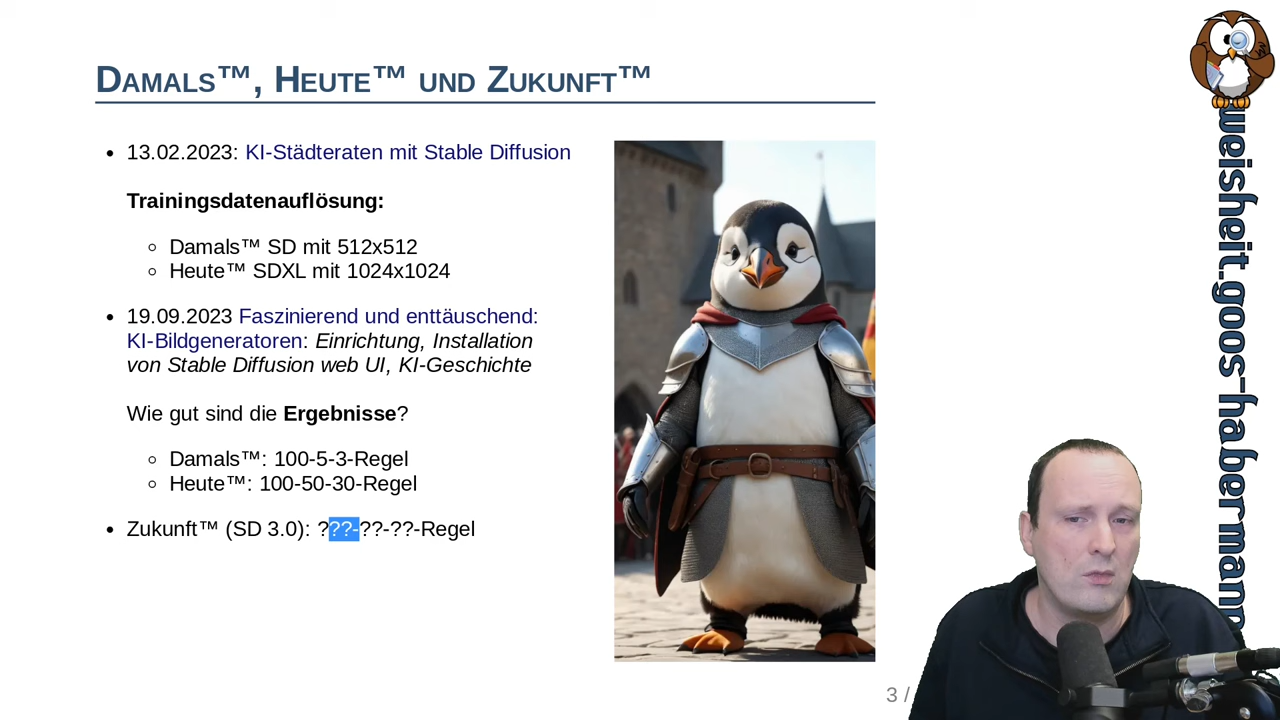 Damals™, Heute™ und Zukunft™
13.02.2023: KI-Städteraten mit Stable Diffusion
Trainingsdatenauflösung:
Damals™ SD mit 512x512
Heute™ SDXL mit 1024x1024
19.09.2023 Faszinierend und enttäuschend:
KI-Bildgeneratoren: Einrichtung, Installation
von Stable Diffusion web UI, KI-Geschichte
Wie gut sind die Ergebnisse?
Damals™: 100-5-3-Regel
Heute™: 100-50-30-Regel
Zukunft™ (SD 3.0): ???-??-??-Regel
3 /
weisheit.goos-habermann